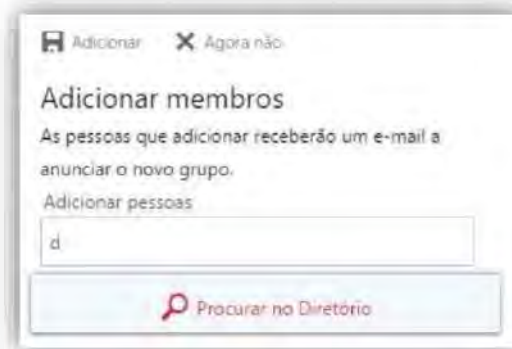 Adicionar Agora não
Adicionar membros
As pessoas que adicionar receberão um e-mail a
anunciar o novo grupo.
Adicionar pessoas
d
Procurar no Diretório